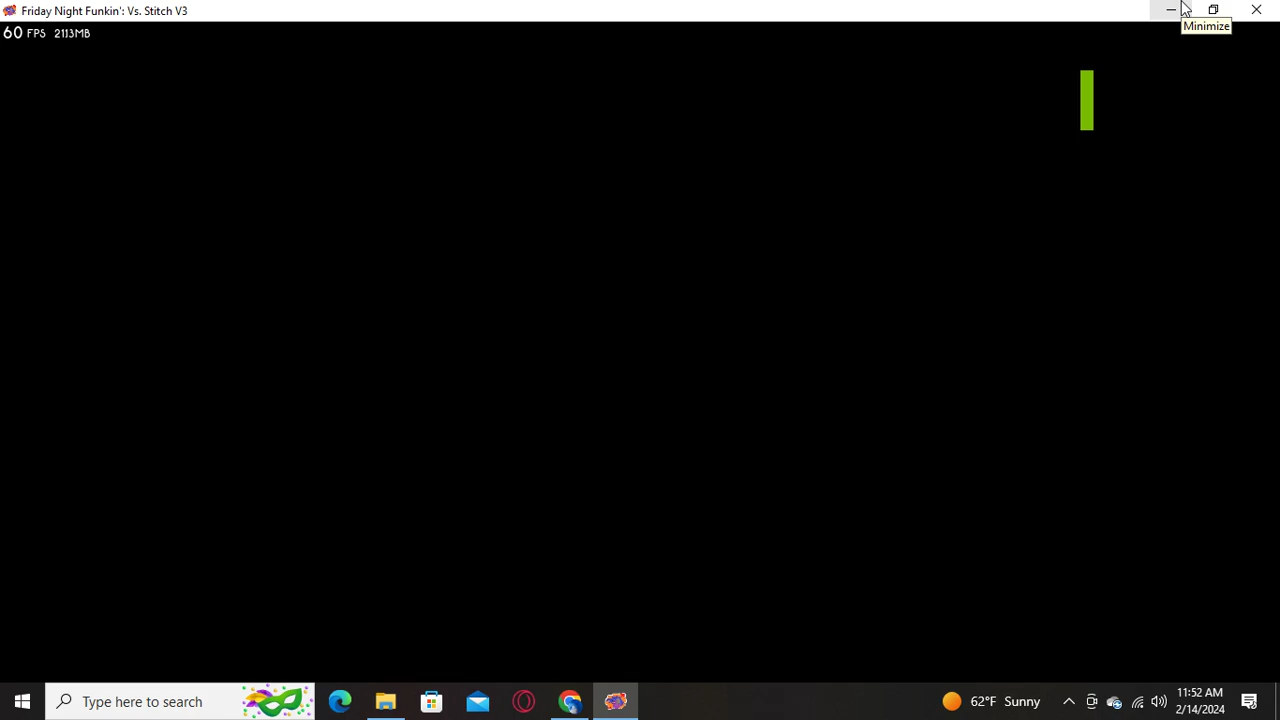 Friday Night Funkin': Vs. Stitch V3
Minimize
60 FPS 2113MB
Type here to search
62°F Sunny
11:52 AM
2/14/2024